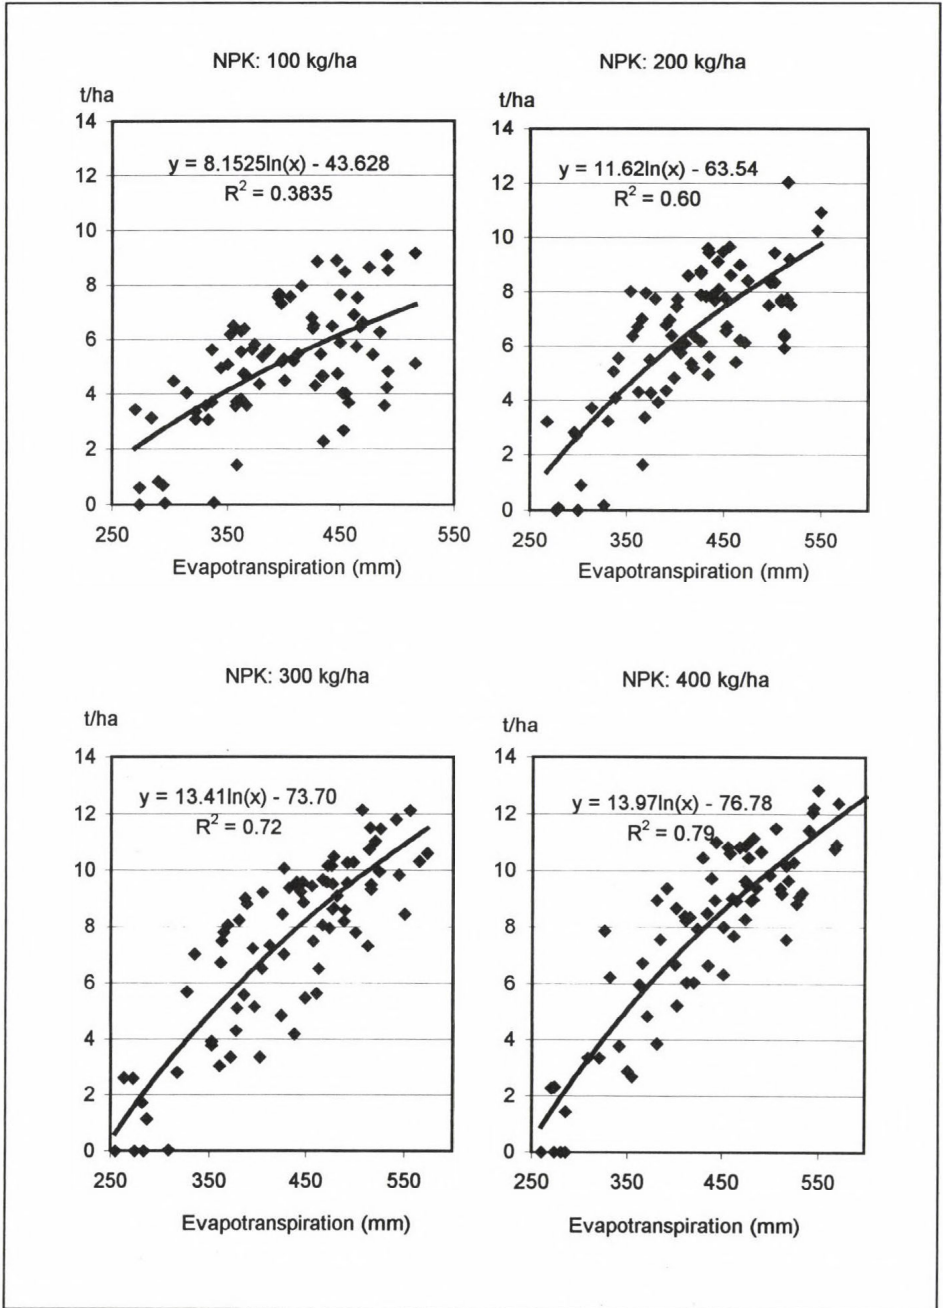 NPK: 100 kg/ha
t/ha
14
12
10
8
6
4
2
0
y = 8.1525ln(x) - 43.628
R² = 0.3835
250 350 450 550
Evapotranspiration (mm)
NPK: 200 kg/ha
t/ha
14
12
10
8
6
4
2
0
y = 11.62ln(x) - 63.54
R² = 0.60
250 350 450 550
Evapotranspiration (mm)
NPK: 300 kg/ha
t/ha
14
12
10
8
6
4
2
0
y = 13.41ln(x) - 73.70
R² = 0.72
250 350 450 550
Evapotranspiration (mm)
NPK: 400 kg/ha
t/ha
14
12
10
8
6
4
2
0
y = 13.97ln(x) - 76.78
R² = 0.79
250 350 450 550
Evapotranspiration (mm)